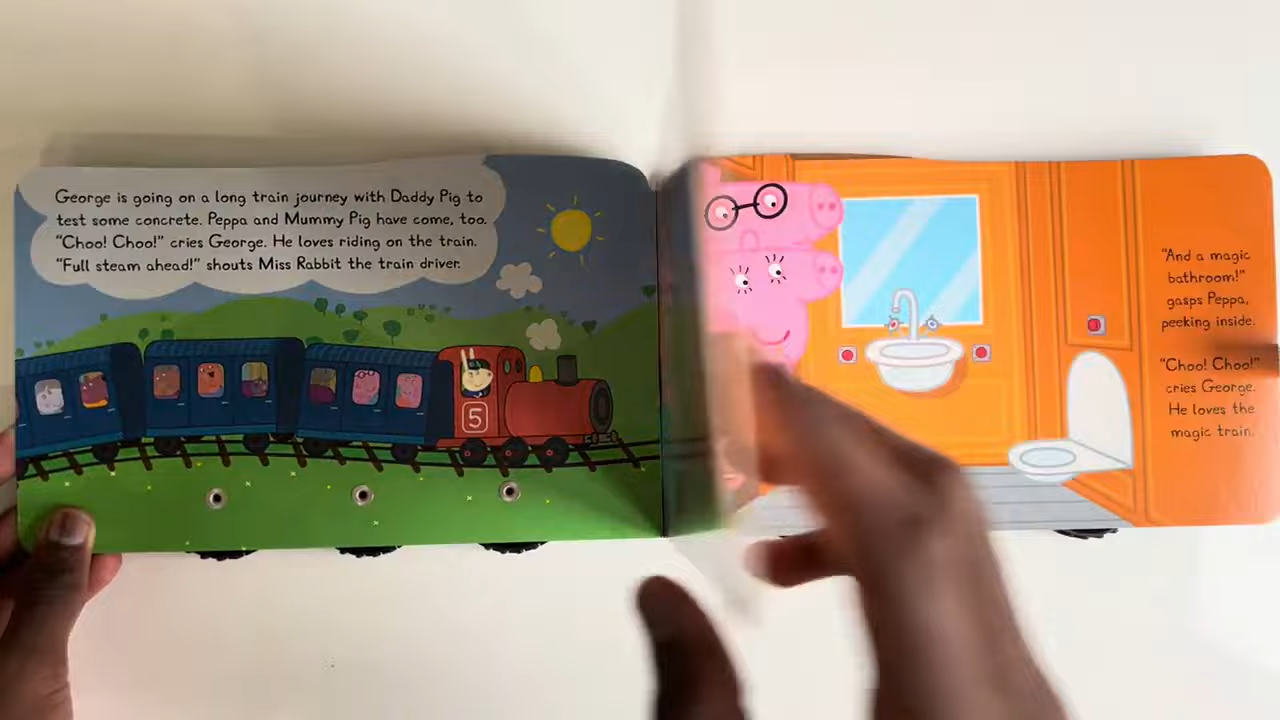 George is going on a long train journey with Daddy Pig to
test some concrete. Peppa and Mummy Pig have come, too.
“Choo! Choo!” cries George. He loves riding on the train.
“Full steam ahead!” shouts Miss Rabbit the train driver.
5
“And a magic
bathroom!”
gasps Peppa,
peeking inside.
“Choo! Choo!”
cries George.
He loves the
magic train.